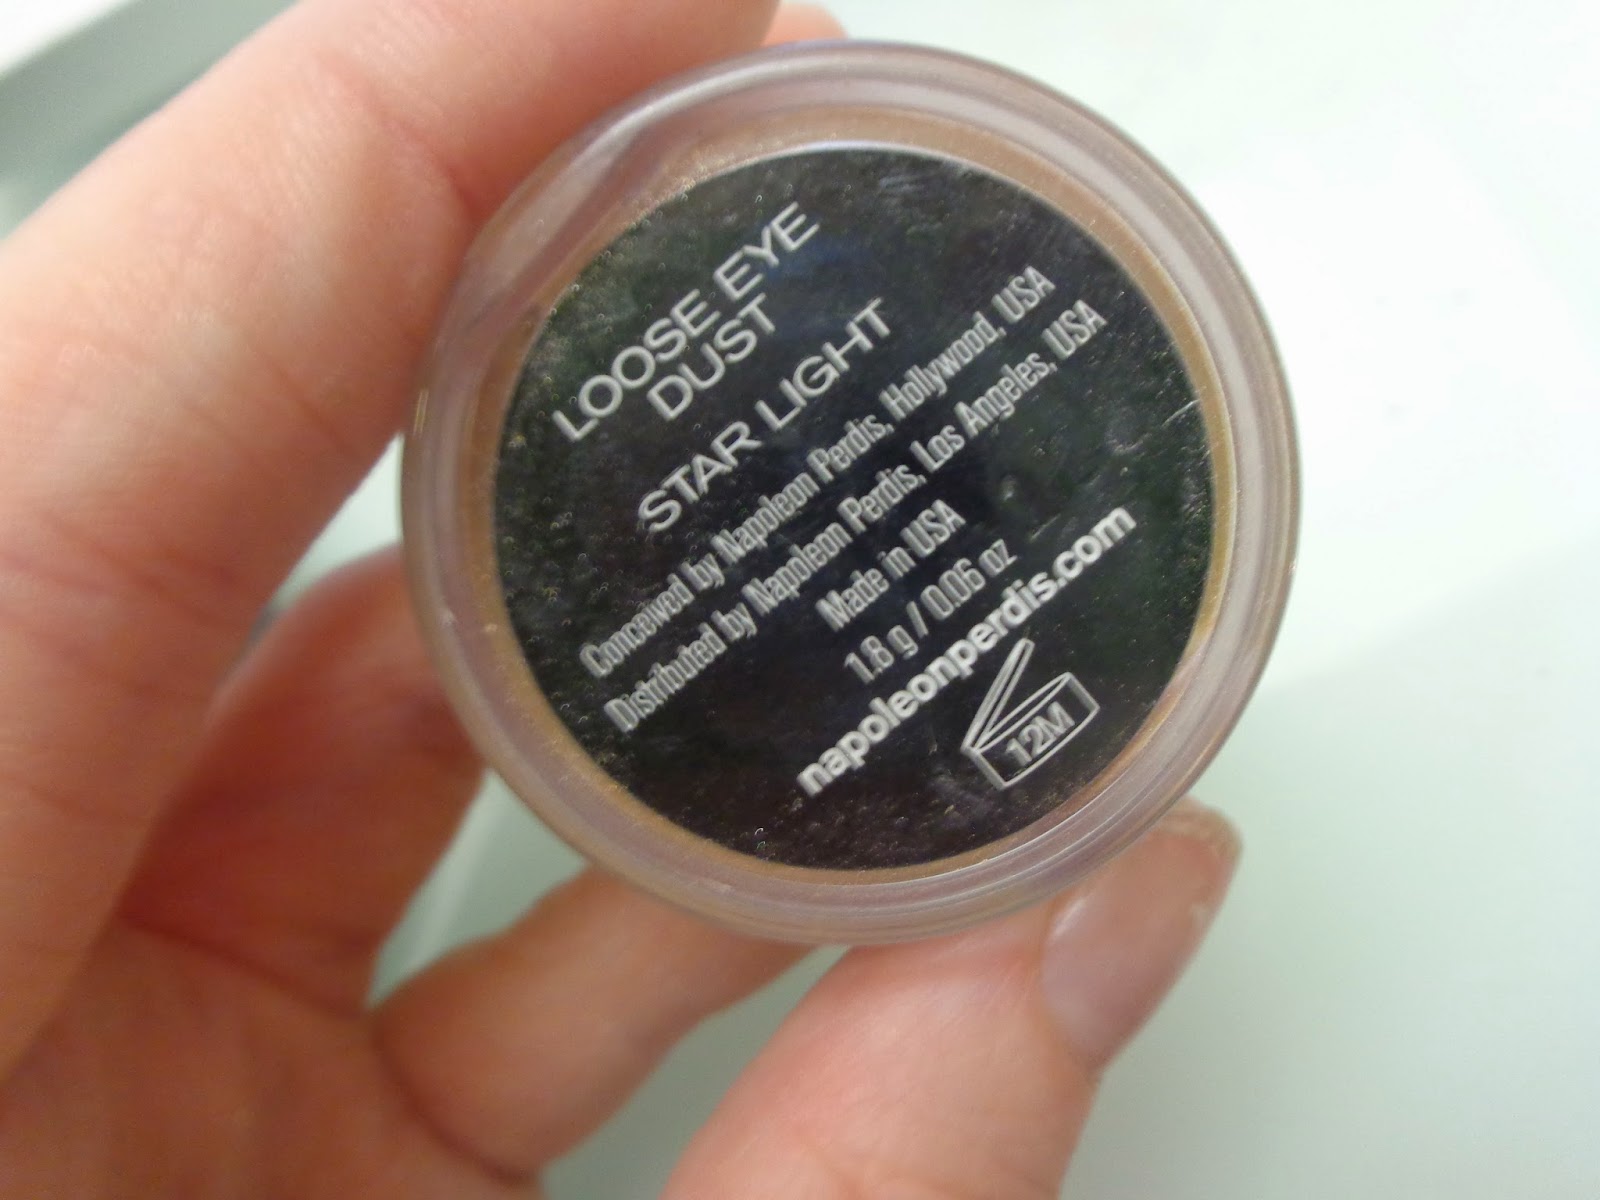 LOOSE EYE
DUST
STAR LIGHT
Conceived by Napoleon Perdis, Hollywood, USA
Distributed by Napoleon Perdis, Los Angeles, USA
Made in USA
1.8 g / 0.06 oz
napoleonperdis.com
12M